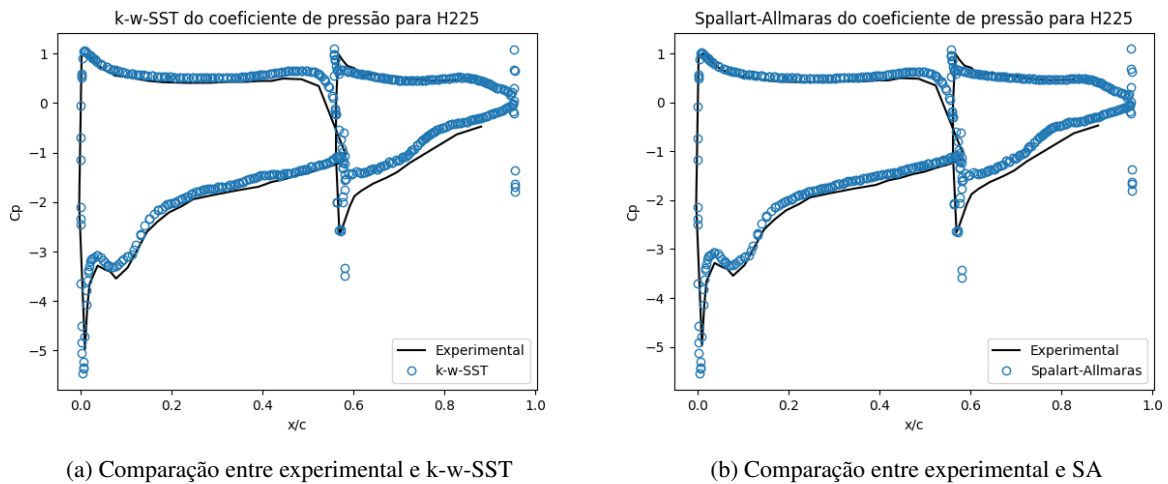 k-w-SST do coeficiente de pressão para H225
1
0
−1
−2
−3
−4
−5
Cp
0.0
0.2
0.4
0.6
0.8
1.0
x/c
Experimental
k-w-SST
(a) Comparação entre experimental e k-w-SST
Spallart-Allmaras do coeficiente de pressão para H225
1
0
−1
−2
−3
−4
−5
Cp
0.0
0.2
0.4
0.6
0.8
1.0
x/c
Experimental
Spalart-Allmaras
(b) Comparação entre experimental e SA